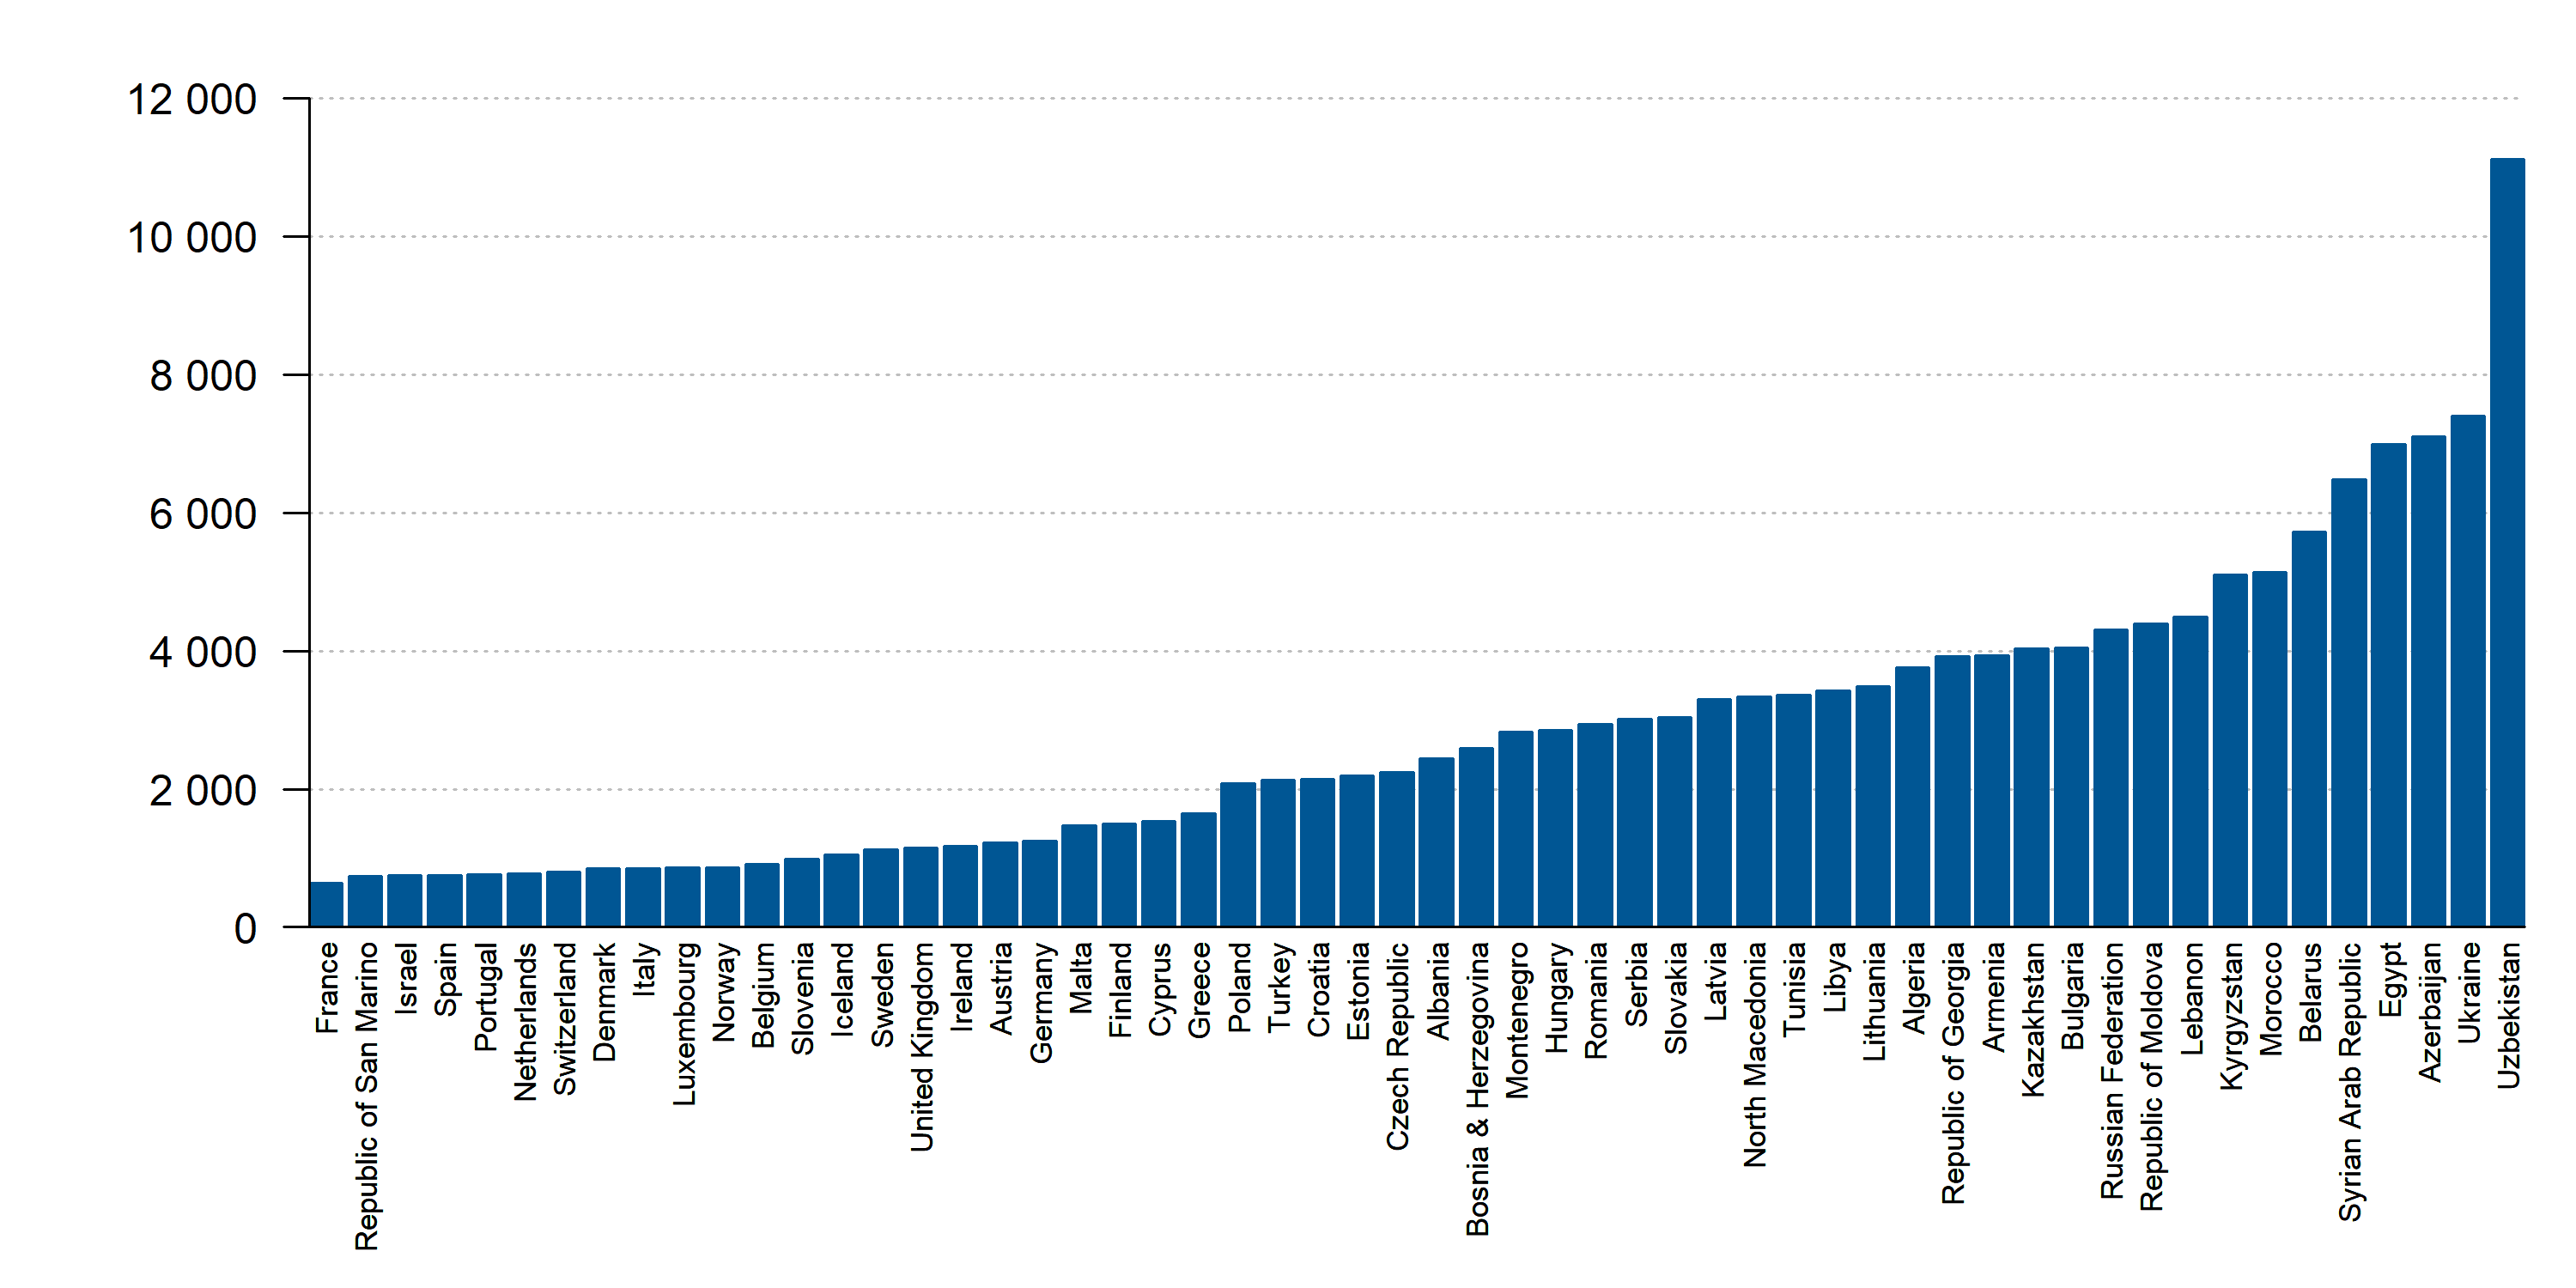 12 000
10 000
8 000
6 000
4 000
2 000
0
France
Republic of San Marino
Israel
Spain
Portugal
Netherlands
Switzerland
Denmark
Italy
Luxembourg
Norway
Belgium
Slovenia
Iceland
Sweden
United Kingdom
Ireland
Austria
Germany
Malta
Finland
Cyprus
Greece
Poland
Turkey
Croatia
Estonia
Czech Republic
Albania
Bosnia & Herzegovina
Montenegro
Hungary
Romania
Serbia
Slovakia
Latvia
North Macedonia
Tunisia
Libya
Lithuania
Algeria
Republic of Georgia
Armenia
Kazakhstan
Bulgaria
Russian Federation
Republic of Moldova
Lebanon
Kyrgyzstan
Morocco
Belarus
Syrian Arab Republic
Egypt
Azerbaijan
Ukraine
Uzbekistan